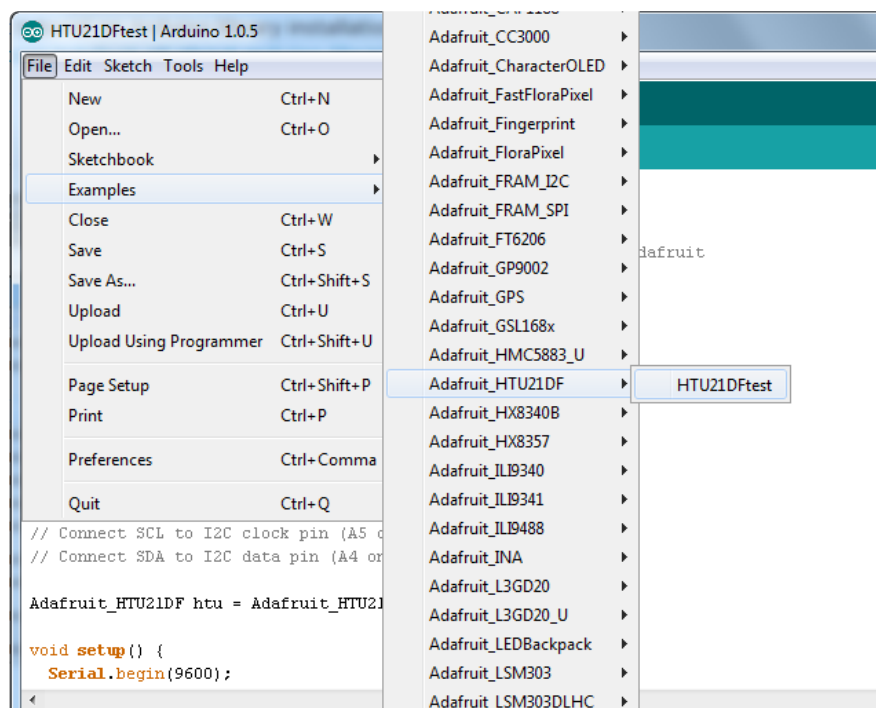 HTU21DFtest | Arduino 1.0.5
File Edit Sketch Tools Help
New Ctrl+N
Open... Ctrl+O
Sketchbook
Examples
Close Ctrl+W
Save Ctrl+S
Save As... Ctrl+Shift+S
Upload Ctrl+U
Upload Using Programmer Ctrl+Shift+U
Page Setup Ctrl+Shift+P
Print Ctrl+P
Preferences Ctrl+Comma
Quit Ctrl+Q
// Connect SCL to I2C clock pin (A5
// Connect SDA to I2C data pin (A4 on
Adafruit_HTU21DF htu = Adafruit_HTU21
void setup() {
Serial.begin(9600);
Adafruit_CC3000
Adafruit_CharacterOLED
Adafruit_FastFloraPixel
Adafruit_Fingerprint
Adafruit_FloraPixel
Adafruit_FRAM_I2C
Adafruit_FRAM_SPI
Adafruit_FT6206
Adafruit_GP9002
Adafruit_GPS
Adafruit_GSL168x
Adafruit_HMC5883_U
Adafruit_HTU21DF
Adafruit_HX8340B
Adafruit_HX8357
Adafruit_ILI9340
Adafruit_ILI9341
Adafruit_ILI9488
Adafruit_INA
Adafruit_L3GD20
Adafruit_L3GD20_U
Adafruit_LEDBackpack
Adafruit_LSM303
Adafruit_LSM303DLHC
dafruit
HTU21DFtest